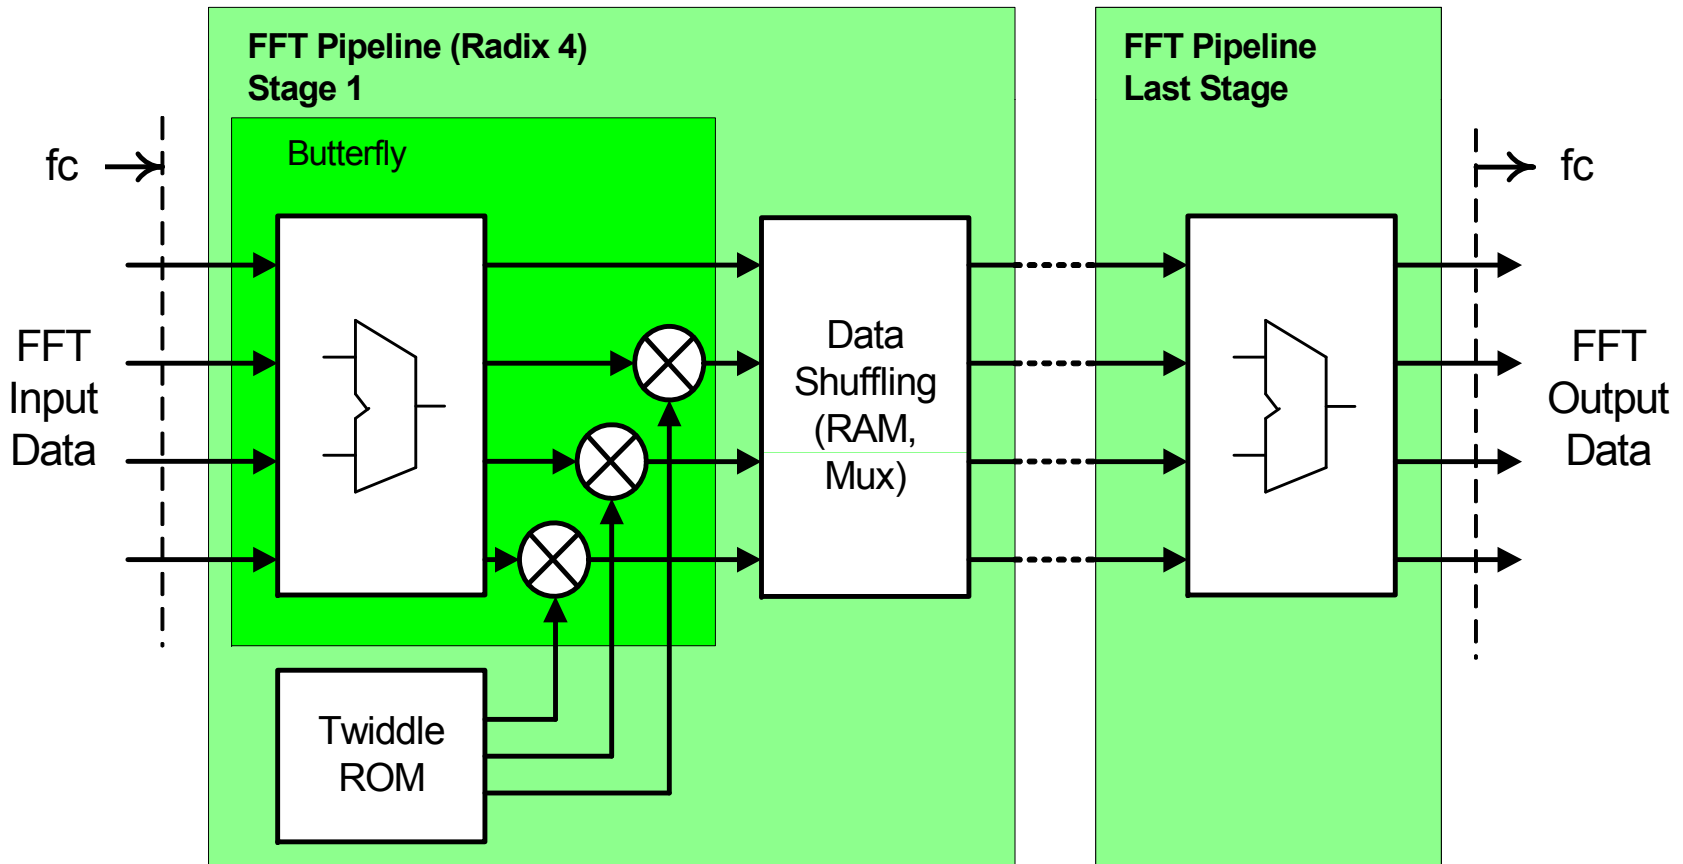 FFT Pipeline (Radix 4)
Stage 1
FFT Pipeline
Last Stage
Butterfly
fc
fc
FFT
Input
Data
Data
Shuffling
(RAM,
Mux)
FFT
Output
Data
Twiddle
ROM